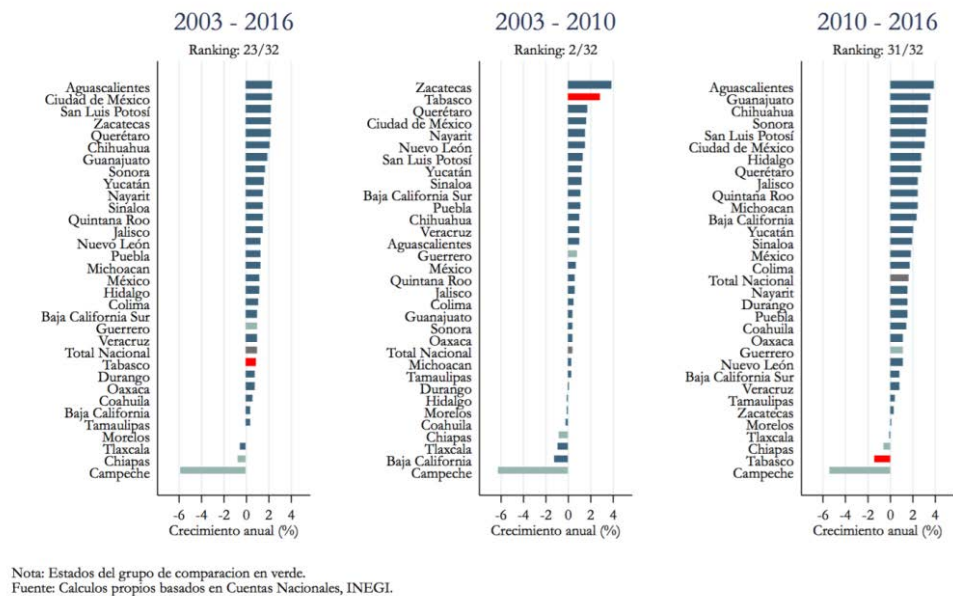 2003 - 2016
Ranking: 23/32
Aguascalientes
Ciudad de México
San Luis Potosí
Zacatecas
Querétaro
Chihuahua
Guanajuato
Sonora
Yucatán
Nayarit
Sinaloa
Quintana Roo
Jalisco
Nuevo León
Puebla
Michoacan
México
Hidalgo
Colima
Baja California Sur
Guerrero
Veracruz
Total Nacional
Tabasco
Durango
Oaxaca
Coahuila
Baja California
Tamaulipas
Morelos
Tlaxcala
Chiapas
Campeche
-6 -4 -2 0 2 4
Crecimiento anual (%)
2003 - 2010
Ranking: 2/32
Zacatecas
Tabasco
Querétaro
Ciudad de México
Nayarit
Nuevo León
San Luis Potosí
Yucatán
Sinaloa
Baja California Sur
Puebla
Chihuahua
Veracruz
Aguascalientes
Guerrero
México
Quintana Roo
Jalisco
Colima
Guanajuato
Sonora
Oaxaca
Total Nacional
Michoacan
Tamaulipas
Durango
Hidalgo
Morelos
Coahuila
Chiapas
Tlaxcala
Baja California
Campeche
-6 -4 -2 0 2 4
Crecimiento anual (%)
2010 - 2016
Ranking: 31/32
Aguascalientes
Guanajuato
Chihuahua
Sonora
San Luis Potosí
Ciudad de México
Hidalgo
Querétaro
Jalisco
Quintana Roo
Michoacan
Baja California
Yucatán
Sinaloa
México
Colima
Total Nacional
Nayarit
Durango
Puebla
Coahuila
Oaxaca
Guerrero
Nuevo León
Baja California Sur
Veracruz
Tamaulipas
Zacatecas
Morelos
Tlaxcala
Chiapas
Tabasco
Campeche
-6 -4 -2 0 2 4
Crecimiento anual (%)
Nota: Estados del grupo de comparacion en verde.
Fuente: Calculos propios basados en Cuentas Nacionales, INEGI.